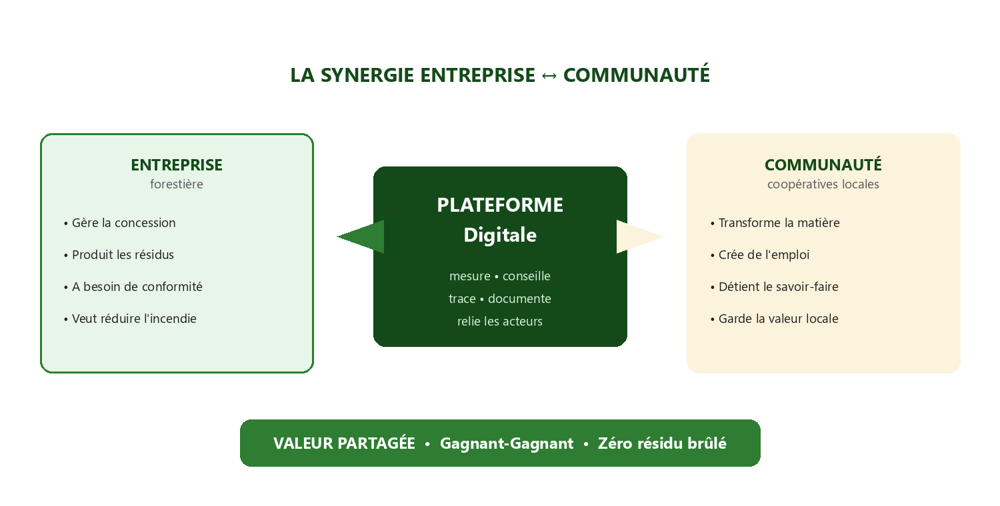 LA SYNERGIE ENTREPRISE ↔ COMMUNAUTÉ
ENTREPRISE
forestière
• Gère la concession
• Produit les résidus
• A besoin de conformité
• Veut réduire l'incendie
PLATEFORME
Digitale
mesure • conseille
trace • documente
relie les acteurs
COMMUNAUTÉ
coopératives locales
• Transforme la matière
• Crée de l'emploi
• Détient le savoir-faire
• Garde la valeur locale
VALEUR PARTAGÉE • Gagnant-Gagnant • Zéro résidu brûlé